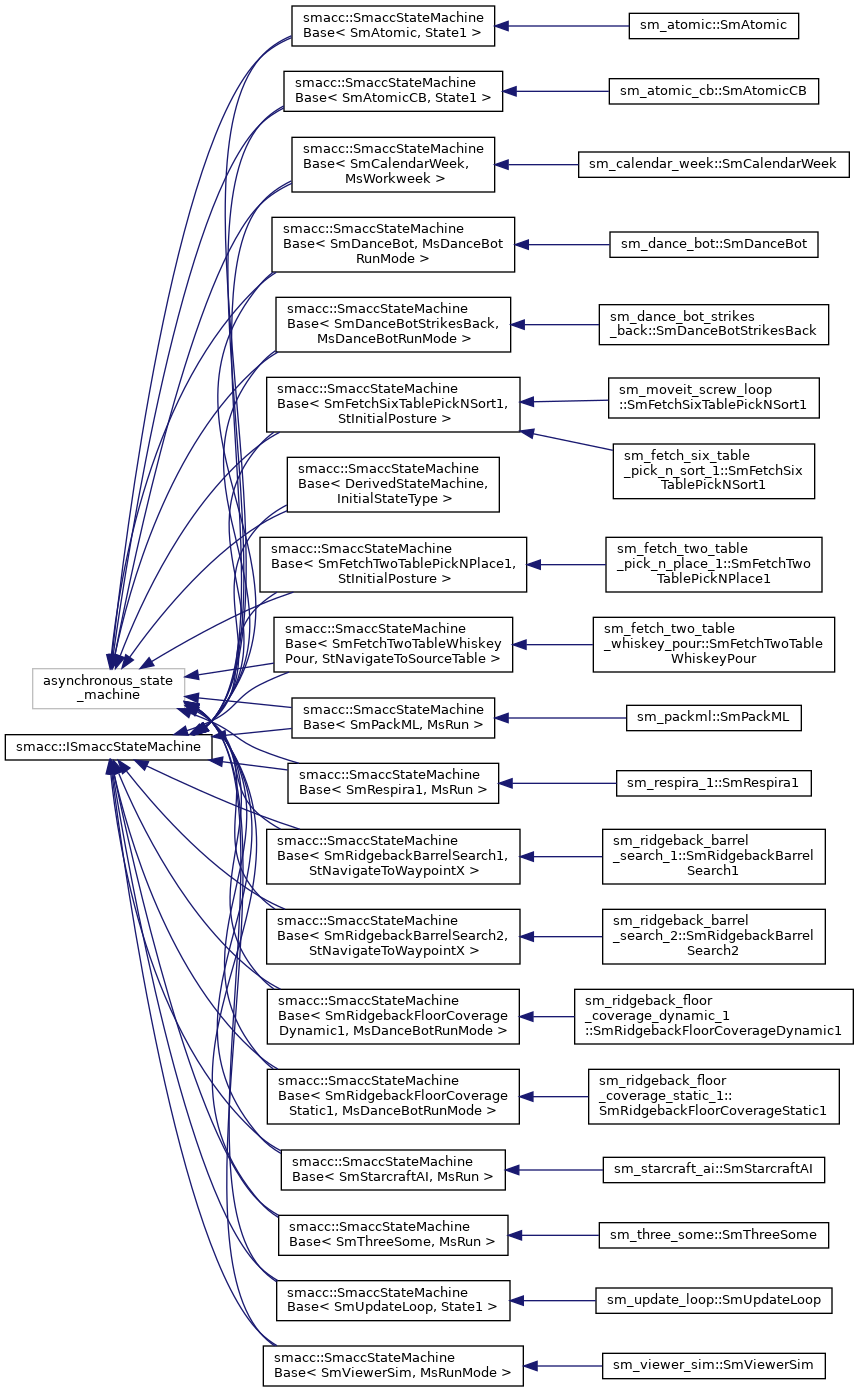 smacc::SmaccStateMachine
Base< SmAtomic, State1 >
sm_atomic::SmAtomic
smacc::SmaccStateMachine
Base< SmAtomicCB, State1 >
sm_atomic_cb::SmAtomicCB
smacc::SmaccStateMachine
Base< SmCalendarWeek,
MsWorkweek >
sm_calendar_week::SmCalendarWeek
smacc::SmaccStateMachine
Base< SmDanceBot, MsDanceBot
RunMode >
sm_dance_bot::SmDanceBot
smacc::SmaccStateMachine
Base< SmDanceBotStrikesBack,
MsDanceBotRunMode >
sm_dance_bot_strikes
_back::SmDanceBotStrikesBack
smacc::SmaccStateMachine
Base< SmFetchSixTablePickNSort1,
StInitialPosture >
sm_moveit_screw_loop
::SmFetchSixTablePickNSort1
sm_fetch_six_table
_pick_n_sort_1::SmFetchSix
TablePickNSort1
smacc::SmaccStateMachine
Base< DerivedStateMachine,
InitialStateType >
smacc::SmaccStateMachine
Base< SmFetchTwoTablePickNPlace1,
StInitialPosture >
sm_fetch_two_table
_pick_n_place_1::SmFetchTwo
TablePickNPlace1
smacc::SmaccStateMachine
Base< SmFetchTwoTableWhiskey
Pour, StNavigateToSourceTable >
sm_fetch_two_table
_whiskey_pour::SmFetchTwoTable
WhiskeyPour
asynchronous_state
_machine
smacc::SmaccStateMachine
Base< SmPackML, MsRun >
sm_packml::SmPackML
smacc::ISmaccStateMachine
smacc::SmaccStateMachine
Base< SmRespira1, MsRun >
sm_respira_1::SmRespira1
smacc::SmaccStateMachine
Base< SmRidgebackBarrelSearch1,
StNavigateToWaypointX >
sm_ridgeback_barrel
_search_1::SmRidgebackBarrel
Search1
smacc::SmaccStateMachine
Base< SmRidgebackBarrelSearch2,
StNavigateToWaypointX >
sm_ridgeback_barrel
_search_2::SmRidgebackBarrel
Search2
smacc::SmaccStateMachine
Base< SmRidgebackFloorCoverage
Dynamic1, MsDanceBotRunMode >
sm_ridgeback_floor
_coverage_dynamic_1
::SmRidgebackFloorCoverageDynamic1
smacc::SmaccStateMachine
Base< SmRidgebackFloorCoverage
Static1, MsDanceBotRunMode >
sm_ridgeback_floor
_coverage_static_1::
SmRidgebackFloorCoverageStatic1
smacc::SmaccStateMachine
Base< SmStarcraftAI, MsRun >
sm_starcraft_ai::SmStarcraftAI
smacc::SmaccStateMachine
Base< SmThreeSome, MsRun >
sm_three_some::SmThreeSome
smacc::SmaccStateMachine
Base< SmUpdateLoop, State1 >
sm_update_loop::SmUpdateLoop
smacc::SmaccStateMachine
Base< SmViewerSim, MsRunMode >
sm_viewer_sim::SmViewerSim